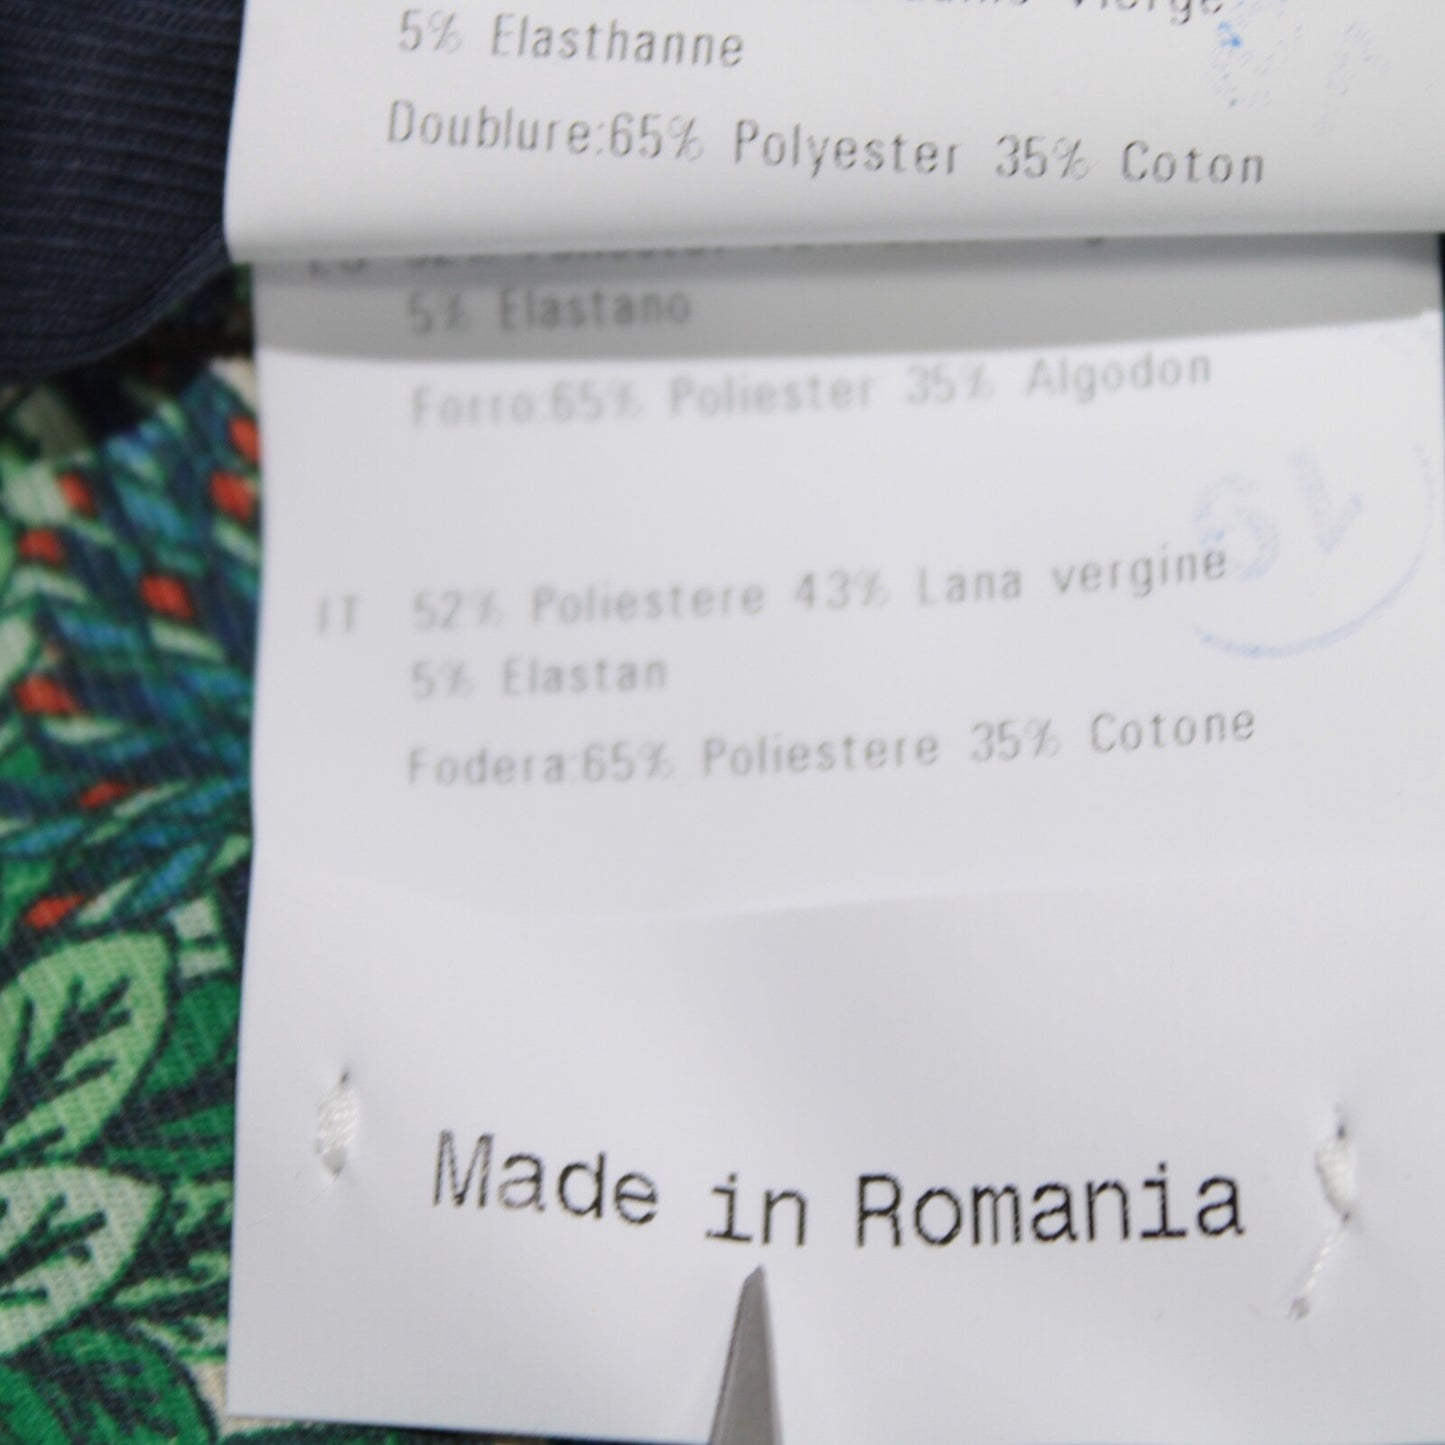 5% Elasthanne
Doublure:65% Polyester 35% Coton
5% Elastano
Forro:65% Poliester 35% Algodon
IT 52% Poliestere 43% Lana vergine
5% Elastan
Fodera:65% Poliestere 35% Cotone
Made in Romania